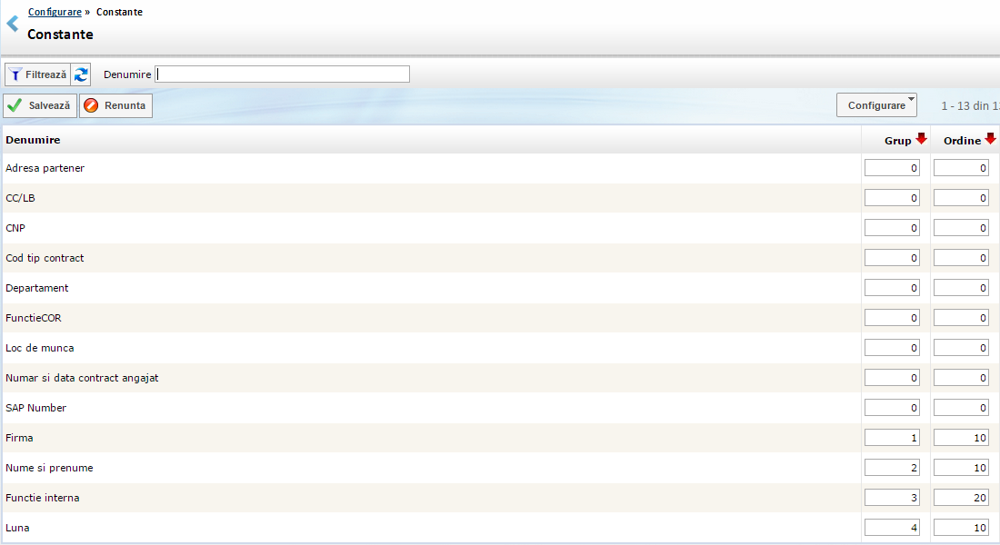 Configurare » Constante
Constante
Filtrează Denumire
Salvează Renunta Configurare 1 - 13 din
Denumire Grup Ordine
Adresa partener 0 0
CC/LB 0 0
CNP 0 0
Cod tip contract 0 0
Departament 0 0
FunctieCOR 0 0
Loc de munca 0 0
Numar si data contract angajat 0 0
SAP Number 0 0
Firma 1 10
Nume si prenume 2 10
Functie interna 3 20
Luna 4 10